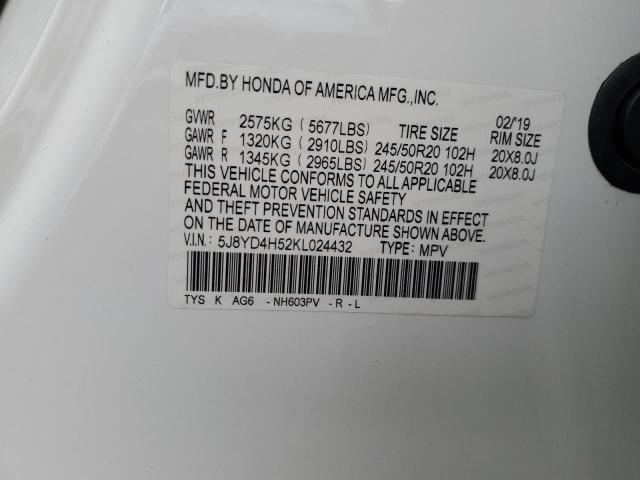 MFD.BY HONDA OF AMERICA MFG.,INC.
02/'19
GVWR 2575KG ( 5677LBS) TIRE SIZE RIM SIZE
GAWR F 1320KG ( 2910LBS) 245/50R20 102H 20X8.0J
GAWR R 1345KG ( 2965LBS) 245/50R20 102H 20X8.0J
THIS VEHICLE CONFORMS TO ALL APPLICABLE
FEDERAL MOTOR VEHICLE SAFETY
AND THEFT PREVENTION STANDARDS IN EFFECT
ON THE DATE OF MANUFACTURE SHOWN ABOVE.
V.I.N.: 5J8YD4H52KL024432 TYPE: MPV
TYS K AG6 -NH603PV - R - L